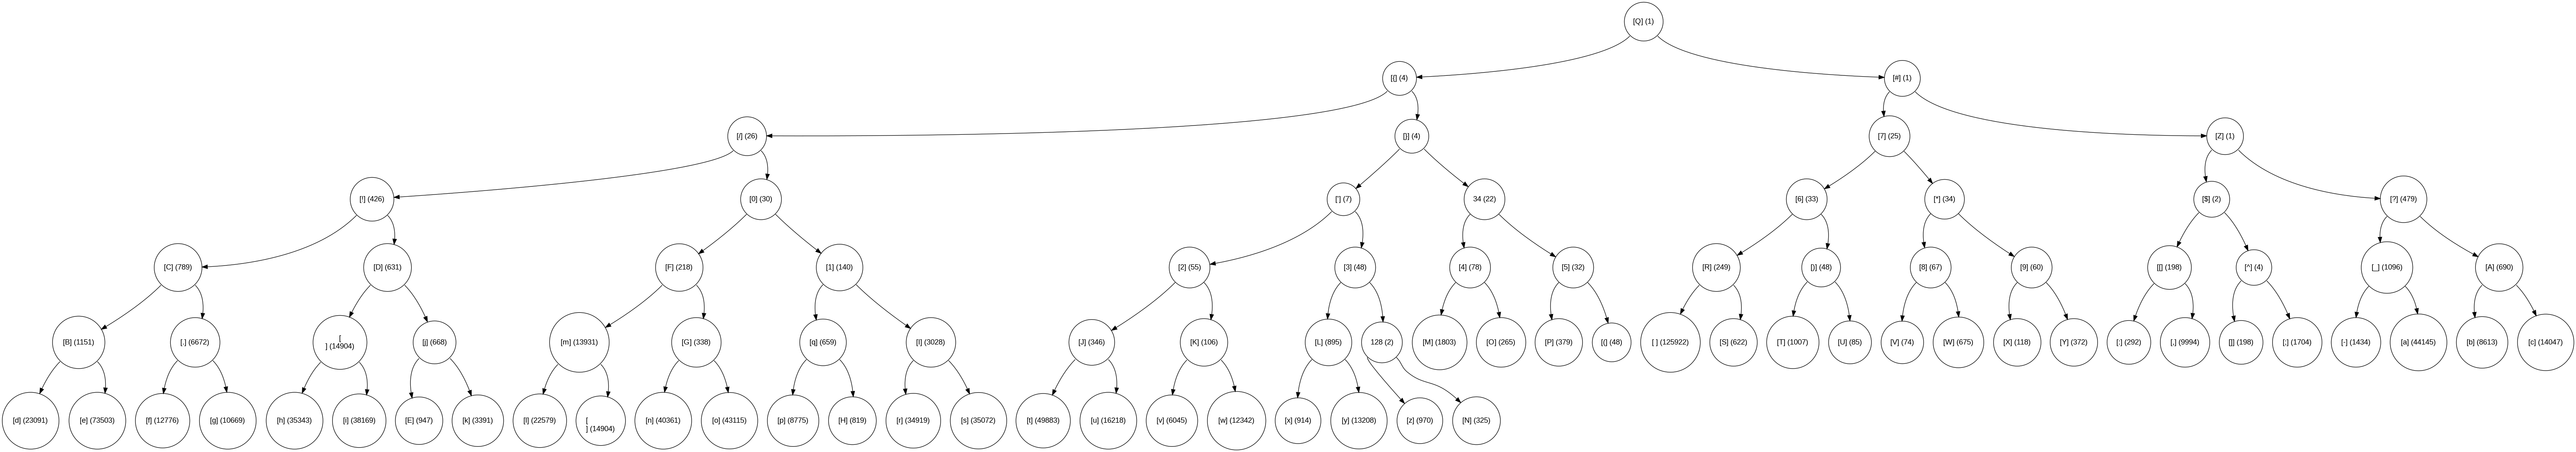 [Q] (1)
[{] (4)
[#] (1)
[/] (26)
[}] (4)
[7] (25)
[Z] (1)
[!] (426)
[0] (30)
['] (7)
34 (22)
[6] (33)
[*] (34)
[$] (2)
[?] (479)
[C] (789)
[D] (631)
[F] (218)
[1] (140)
[2] (55)
[3] (48)
[4] (78)
[5] (32)
[R] (249)
[)] (48)
[8] (67)
[9] (60)
[[] (198)
[^] (4)
[_] (1096)
[A] (690)
[B] (1151)
[.] (6672)
[
] (14904)
[j] (668)
[m] (13931)
[G] (338)
[q] (659)
[I] (3028)
[J] (346)
[K] (106)
[L] (895)
128 (2)
[M] (1803)
[O] (265)
[P] (379)
[(] (48)
[ ] (125922)
[S] (622)
[T] (1007)
[U] (85)
[V] (74)
[W] (675)
[X] (118)
[Y] (372)
[:] (292)
[,] (9994)
[]] (198)
[;] (1704)
[-] (1434)
[a] (44145)
[b] (8613)
[c] (14047)
[d] (23091)
[e] (73503)
[f] (12776)
[g] (10669)
[h] (35343)
[i] (38169)
[E] (947)
[k] (3391)
[l] (22579)
[
] (14904)
[n] (40361)
[o] (43115)
[p] (8775)
[H] (819)
[r] (34919)
[s] (35072)
[t] (49883)
[u] (16218)
[v] (6045)
[w] (12342)
[x] (914)
[y] (13208)
[z] (970)
[N] (325)